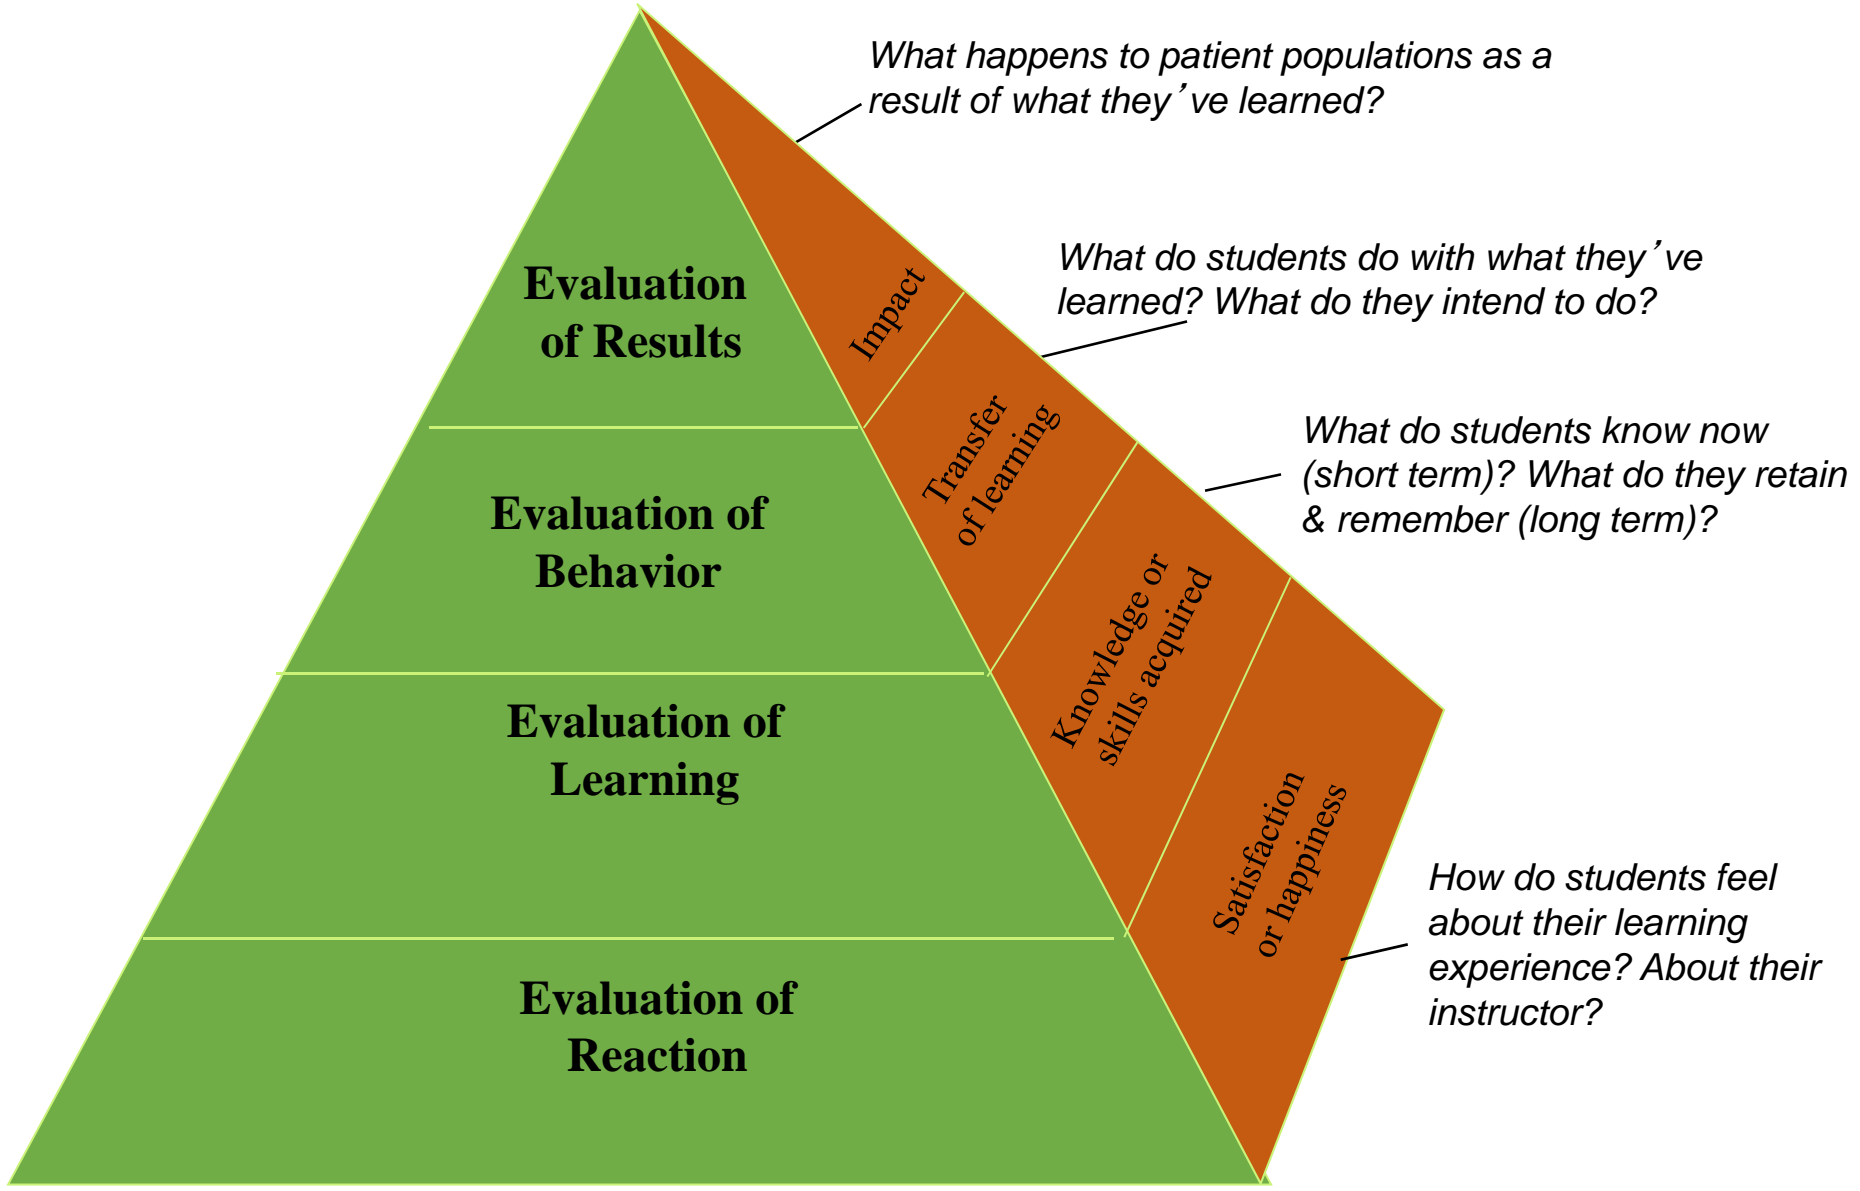 What happens to patient populations as a
result of what they’ve learned?
Evaluation
of Results
Impact
What do students do with what they’ve
learned? What do they intend to do?
Evaluation of
Behavior
Transfer
of learning
What do students know now
(short term)? What do they retain
& remember (long term)?
Evaluation of
Learning
Knowledge or
skills acquired
Evaluation of
Reaction
Satisfaction
or happiness
How do students feel
about their learning
experience? About their
instructor?